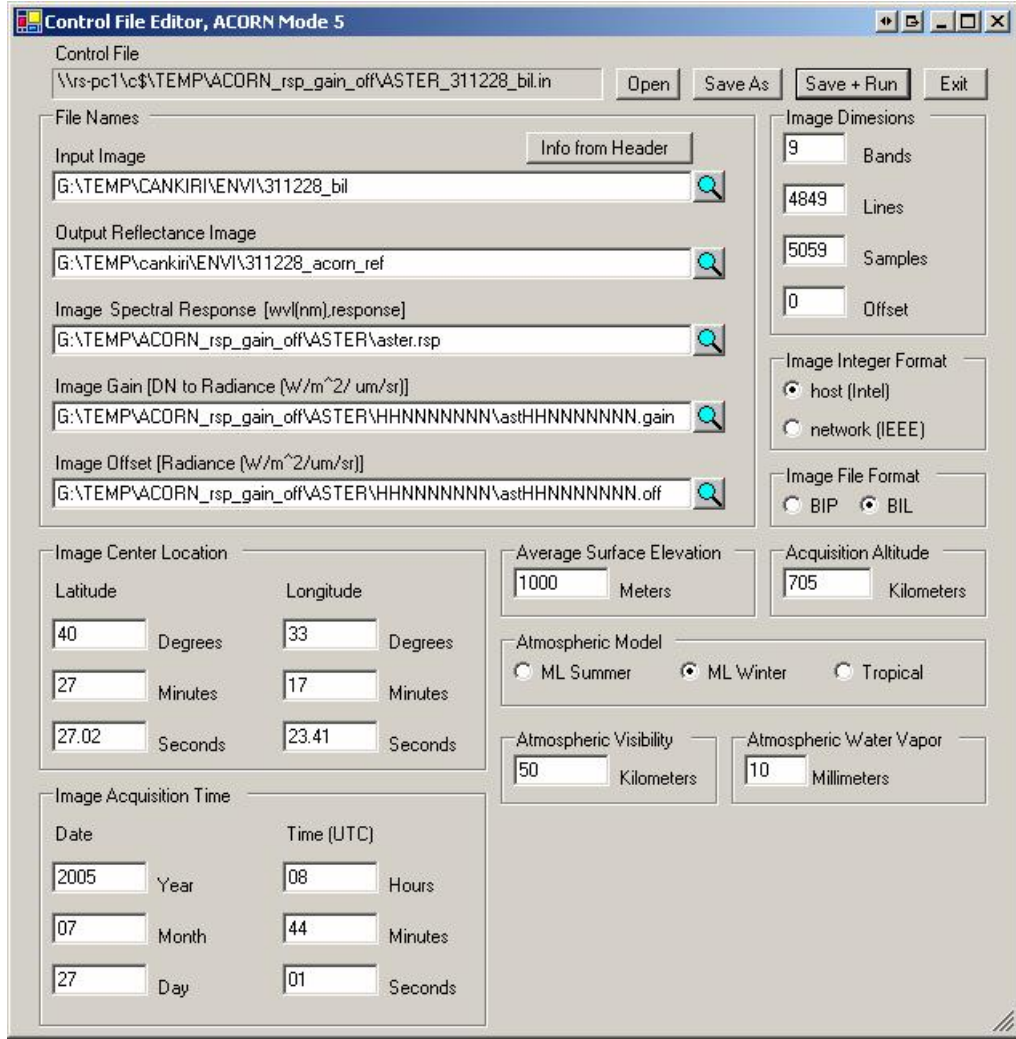 Control File Editor, ACORN Mode 5
Control File
\\rs-pc1\c$\TEMP\ACORN_rsp_gain_off\ASTER_311228_bil.in
Open
Save As
Save + Run
Exit
File Names
Info from Header
Input Image
G:\TEMP\CANKIRI\ENVI\311228_bil
Output Reflectance Image
G:\TEMP\cankiri\ENVI\311228_acorn_ref
Image Spectral Response [wvl(nm),response]
G:\TEMP\ACORN_rsp_gain_off\ASTER\aster.rsp
Image Gain [DN to Radiance (W/m^2/ um/sr)]
G:\TEMP\ACORN_rsp_gain_off\ASTER\HHNNNNNNN\astHHNNNNNNN.gain
Image Offset [Radiance (W/m^2/um/sr)]
G:\TEMP\ACORN_rsp_gain_off\ASTER\HHNNNNNNN\astHHNNNNNNN.off
Image Dimesions
9 Bands
4849 Lines
5059 Samples
0 Offset
Image Integer Format
host (Intel)
network (IEEE)
Image File Format
BIP BIL
Image Center Location
Latitude Longitude
40 Degrees 33 Degrees
27 Minutes 17 Minutes
27.02 Seconds 23.41 Seconds
Average Surface Elevation
1000 Meters
Acquisition Altitude
705 Kilometers
Atmospheric Model
ML Summer ML Winter Tropical
Atmospheric Visibility
50 Kilometers
Atmospheric Water Vapor
10 Millimeters
Image Acquisition Time
Date Time (UTC)
2005 Year 08 Hours
07 Month 44 Minutes
27 Day 01 Seconds